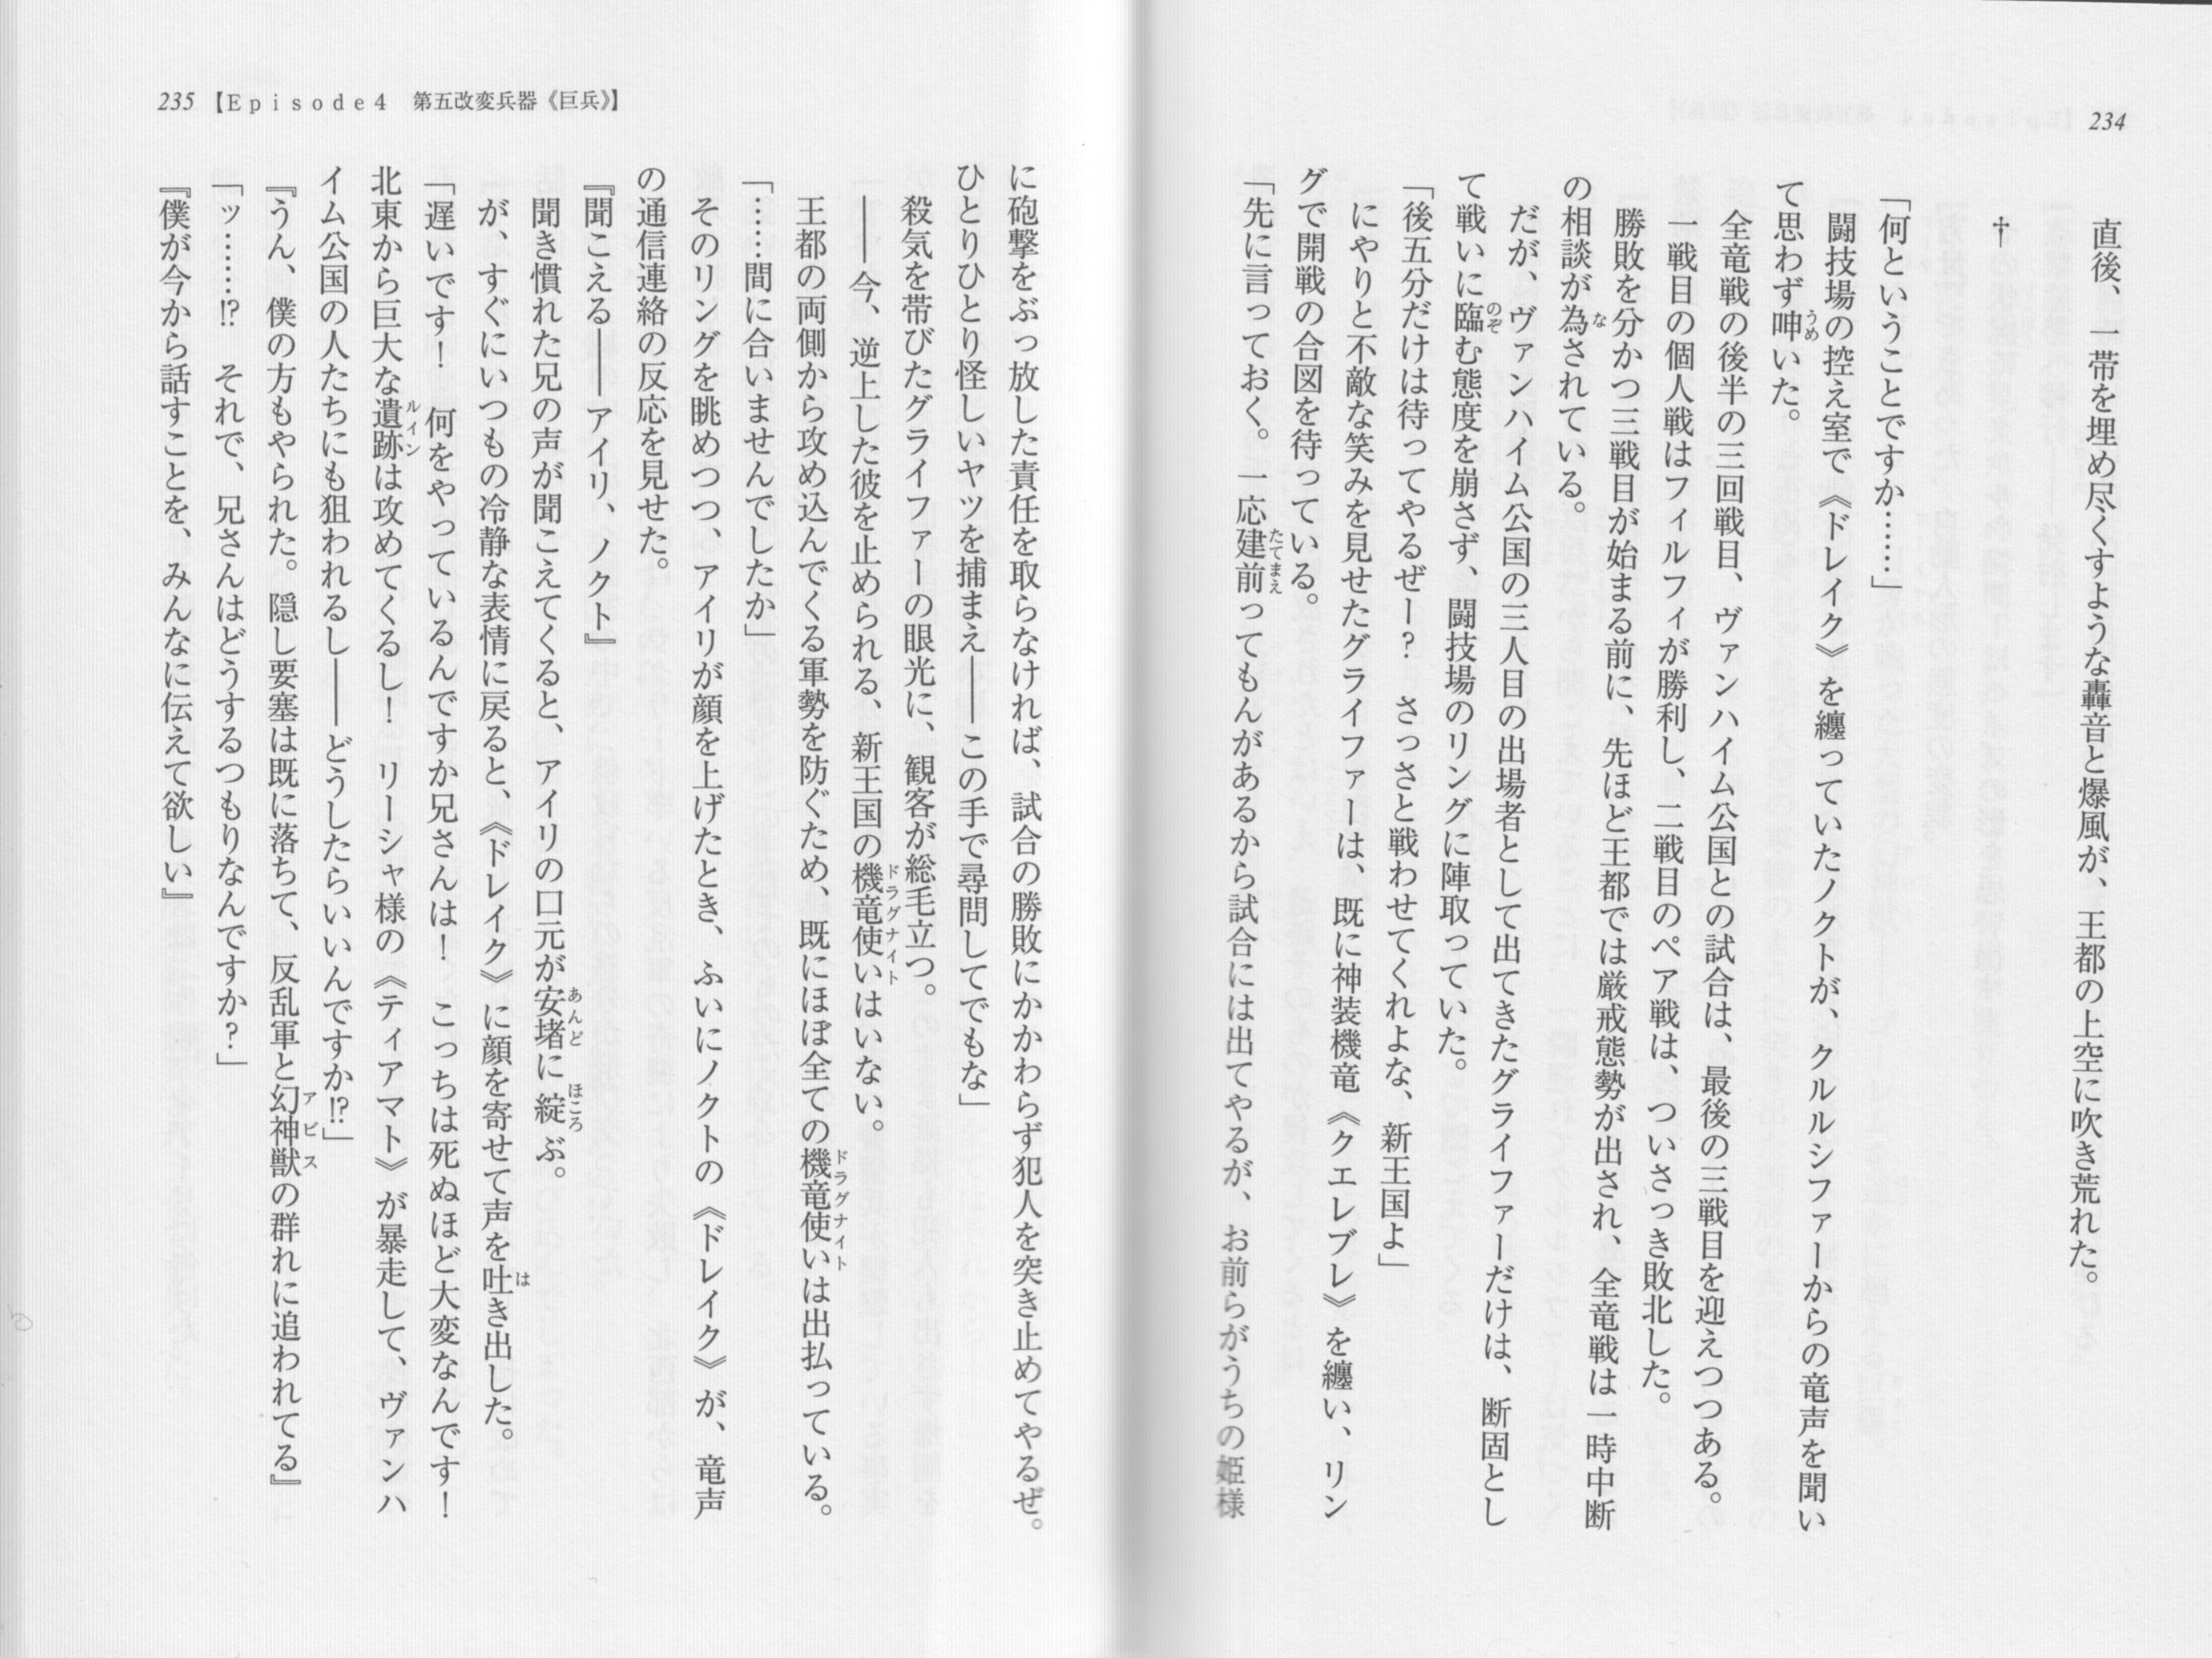 234
直後、一帯を埋め尽くすような轟音と爆風が、王都の上空に吹き荒れた。
†
「何ということですか……」
闘技場の控え室で《ドレイク》を纏っていたノクトが、クルルシファーからの竜声を聞い
て思わず呻いた。
全竜戦の後半の三回戦目、ヴァンハイム公国との試合は、最後の三戦目を迎えつつある。
一戦目の個人戦はフィルフィが勝利し、二戦目のペア戦は、ついさっき敗北した。
勝敗を分かつ三戦目が始まる前に、先ほど王都では厳戒態勢が出され、全竜戦は一時中断
の相談が為されている。
だが、ヴァンハイム公国の三人目の出場者として出てきたグライファーだけは、断固とし
て戦いに臨む態度を崩さず、闘技場のリングに陣取っていた。
「後五分だけは待ってやるぜー？　さっさと戦わせてくれよな、新王国よ」
にやりと不敵な笑みを見せたグライファーは、既に神装機竜《クエレブレ》を纏い、リン
グで開戦の合図を待っている。
「先に言っておく。一応建前ってもんがあるから試合には出てやるが、お前らがうちの姫様
235【Episode4　第五改変兵器《巨兵》】
に砲撃をぶっ放した責任を取らなければ、試合の勝敗にかかわらず犯人を突き止めてやるぜ。
ひとりひとり怪しいヤツを捕まえ――この手で尋問してでもな」
殺気を帯びたグライファーの眼光に、観客が総毛立つ。
――今、逆上した彼を止められる、新王国の機竜使いはいない。
王都の両側から攻め込んでくる軍勢を防ぐため、既にほぼ全ての機竜使いは出払っている。
「……間に合いませんでしたか」
そのリングを眺めつつ、アイリが顔を上げたとき、ふいにノクトの《ドレイク》が、竜声
の通信連絡の反応を見せた。
『聞こえる――アイリ、ノクト』
聞き慣れた兄の声が聞こえてくると、アイリの口元が安堵に綻ぶ。
が、すぐにいつもの冷静な表情に戻ると、《ドレイク》に顔を寄せて声を吐き出した。
「遅いです！　何をやっているんですか兄さんは！　こっちは死ぬほど大変なんです！
北東から巨大な遺跡は攻めてくるし！　リーシャ様の《ティアマト》が暴走して、ヴァンハ
イム公国の人たちにも狙われるし――どうしたらいいんですか!?」
『うん、僕の方もやられた。隠し要塞は既に落ちて、反乱軍と幻神獣の群れに追われてる』
「ッ……!?　それで、兄さんはどうするつもりなんですか？」
『僕が今から話すことを、みんなに伝えて欲しい』